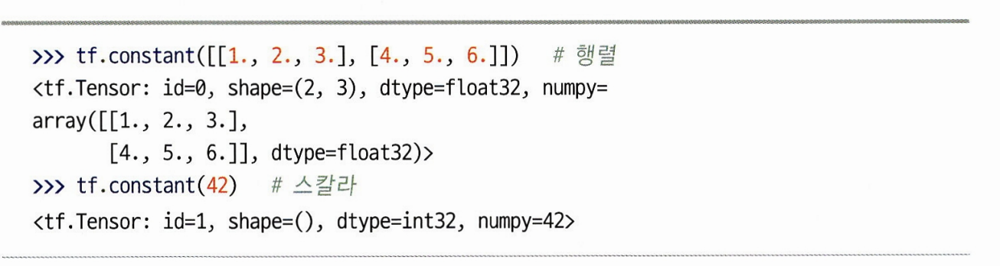 >>> tf.constant([[1., 2., 3.], [4., 5., 6.]])   # 행렬
<tf.Tensor: id=0, shape=(2, 3), dtype=float32, numpy=
array([[1., 2., 3.],
       [4., 5., 6.]], dtype=float32)>
>>> tf.constant(42)   # 스칼라
<tf.Tensor: id=1, shape=(), dtype=int32, numpy=42>